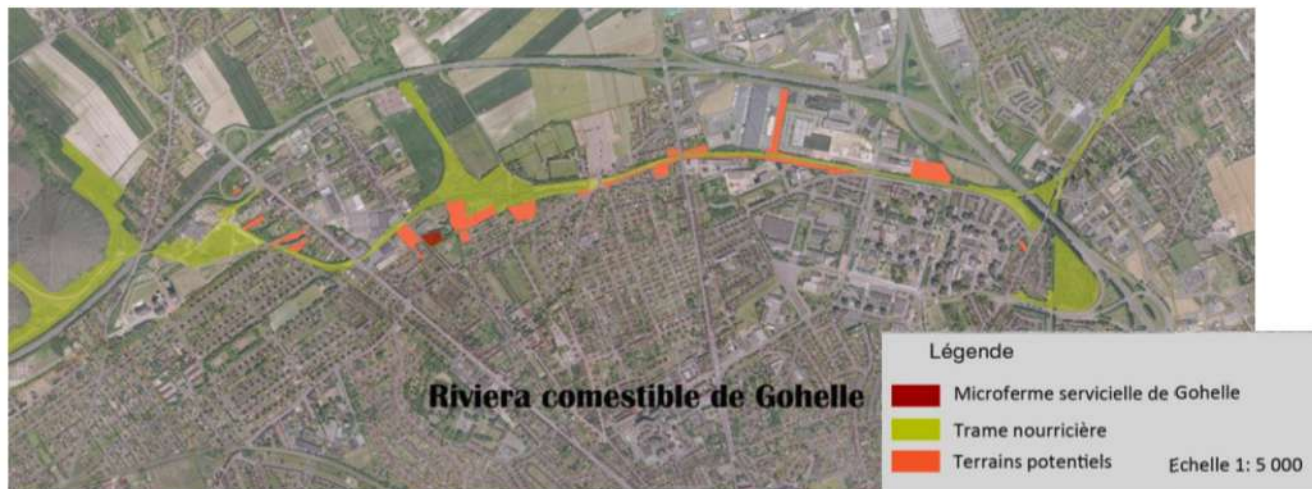 Riviera comestible de Gohelle
Légende
Microferme servicielle de Gohelle
Trame nourricière
Terrains potentiels
Echelle 1: 5 000